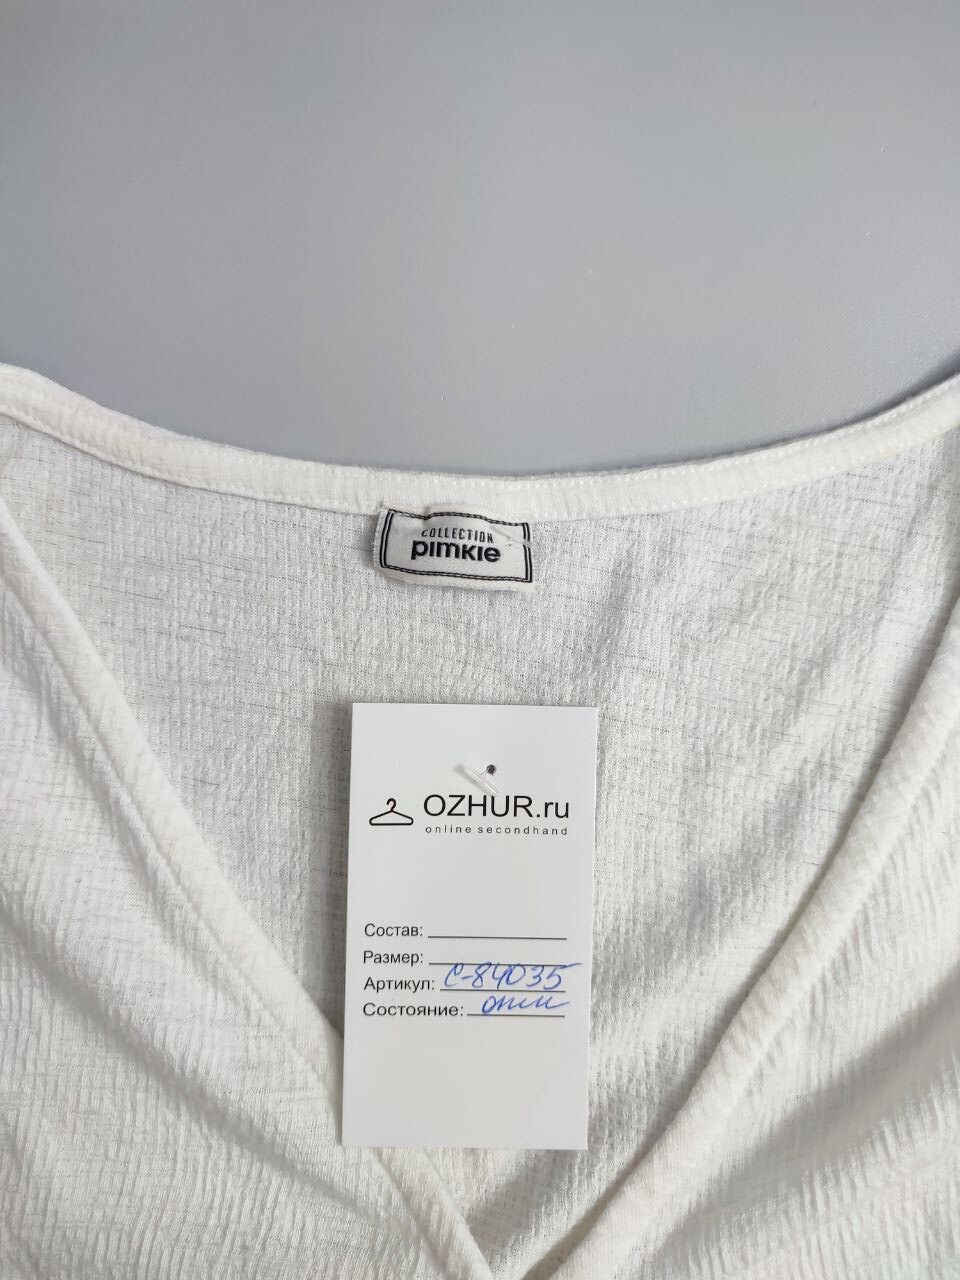 COLLECTION
pimkie
OZHUR.ru
online secondhand
Состав:
Размер:
Артикул: С-84035
Состояние: отл